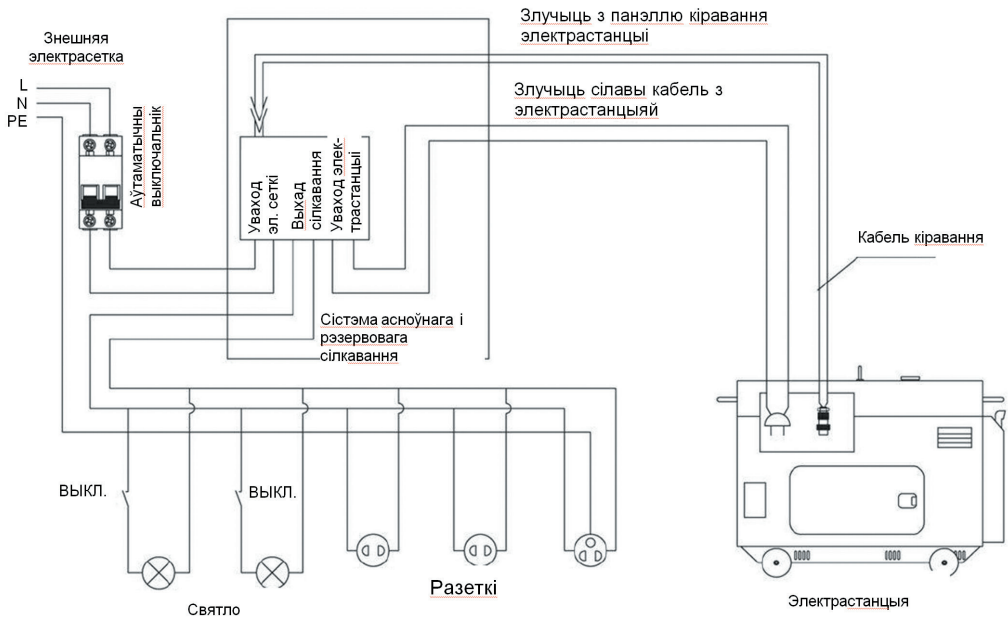 Злучыць з панэллю кіравання
электрастанцыі
Знешняя
электрасетка
L
N
PE
Злучыць сілавы кабель з
электрастанцыяй
Аўтаматычны
выключальнік
Уваход
эл. сеткі
Выхад
сілкавання
Уваход элек-
трастанцыі
Кабель кіравання
Сістэма асноўнага і
рэзервовага
сілкавання
ВЫКЛ.
ВЫКЛ.
Разеткі
Святло
Электрастанцыя